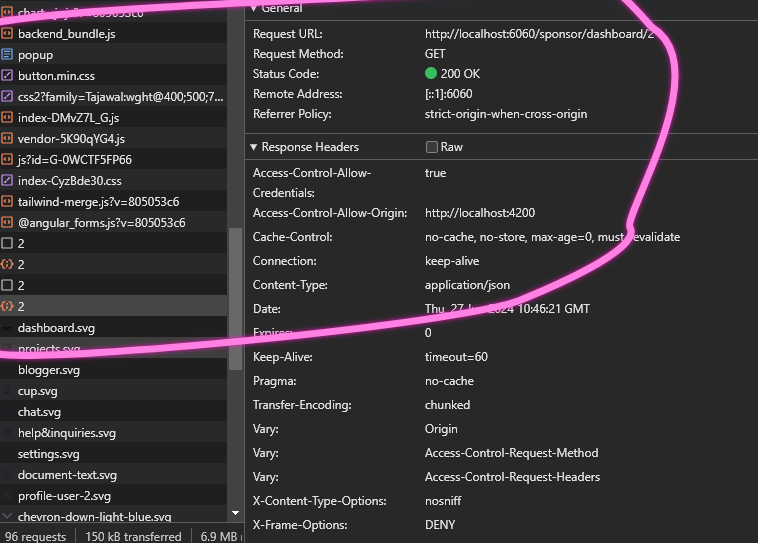 backend_bundle.js
popup
button.min.css
css2?family=Tajawal:wght@400;500;7...
index-DMvZ7L_G.js
vendor-5K90qYG4.js
js?id=G-0WCTF5FP66
index-CyzBde30.css
tailwind-merge.js?v=805053c6
@angular_forms.js?v=805053c6
2
2
2
2
dashboard.svg
projects.svg
blogger.svg
cup.svg
chat.svg
help&inquiries.svg
settings.svg
document-text.svg
profile-user-2.svg
chevron-down-light-blue.svg
96 requests
150 kB transferred
6.9 MB
General
Request URL: http://localhost:6060/sponsor/dashboard/2
Request Method: GET
Status Code: 200 OK
Remote Address: [::1]:6060
Referrer Policy: strict-origin-when-cross-origin
Response Headers Raw
Access-Control-Allow- true
Credentials:
Access-Control-Allow-Origin: http://localhost:4200
Cache-Control: no-cache, no-store, max-age=0, must-revalidate
Connection: keep-alive
Content-Type: application/json
Date: Thu, 27 2024 10:46:21 GMT
Expires: 0
Keep-Alive: timeout=60
Pragma: no-cache
Transfer-Encoding: chunked
Vary: Origin
Vary: Access-Control-Request-Method
Vary: Access-Control-Request-Headers
X-Content-Type-Options: nosniff
X-Frame-Options: DENY